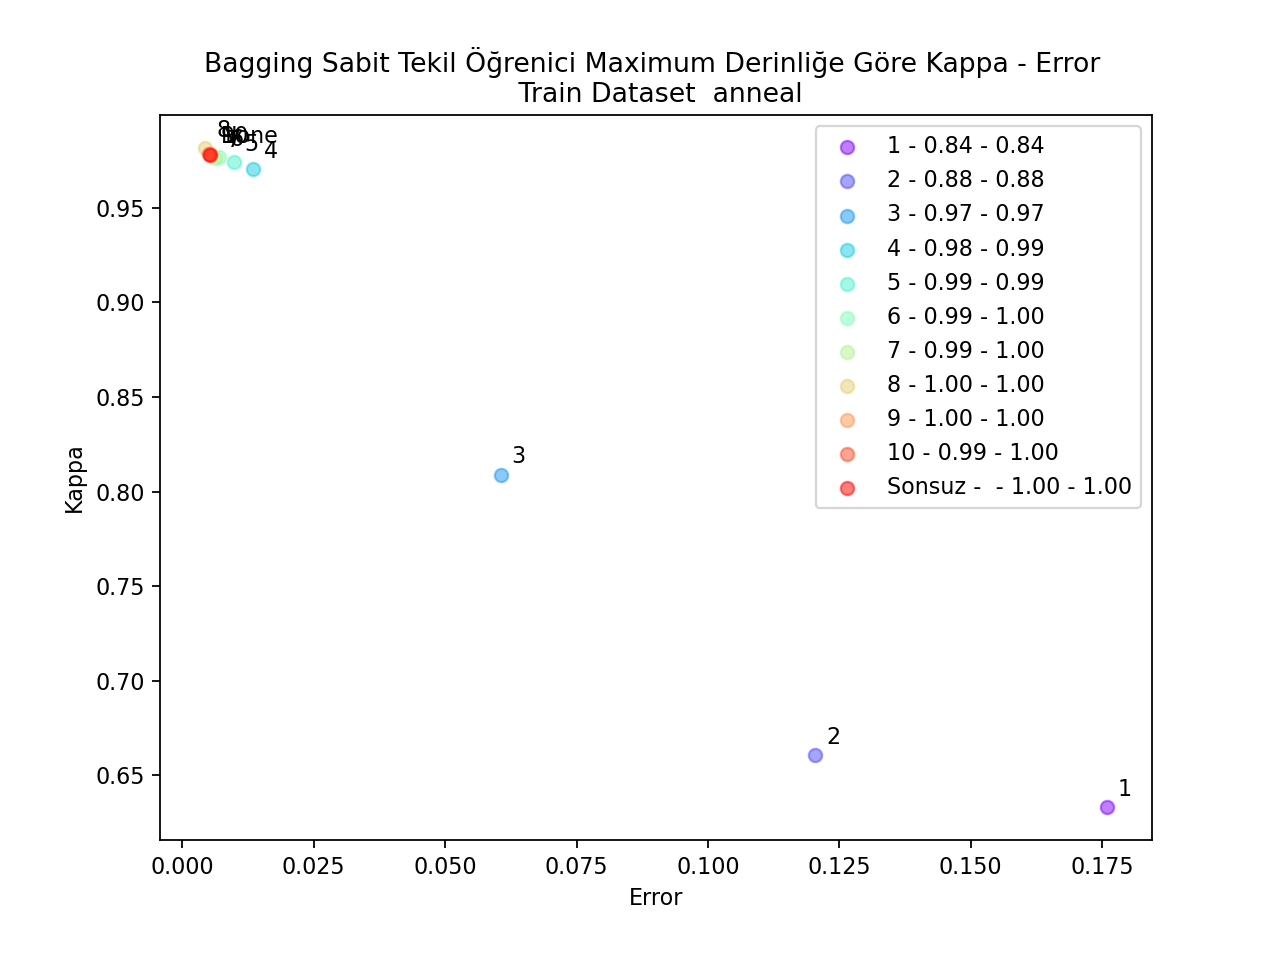 Bagging Sabit Tekil Öğrenici Maximum Derinliğe Göre Kappa - Error
Train Dataset  anneal
8
5
4
1 - 0.84 - 0.84
2 - 0.88 - 0.88
3 - 0.97 - 0.97
4 - 0.98 - 0.99
5 - 0.99 - 0.99
6 - 0.99 - 1.00
7 - 0.99 - 1.00
8 - 1.00 - 1.00
9 - 1.00 - 1.00
10 - 0.99 - 1.00
Sonsuz -  - 1.00 - 1.00
0.95
0.90
0.85
0.80
0.75
0.70
0.65
Kappa
3
2
1
0.000
0.025
0.050
0.075
0.100
0.125
0.150
0.175
Error